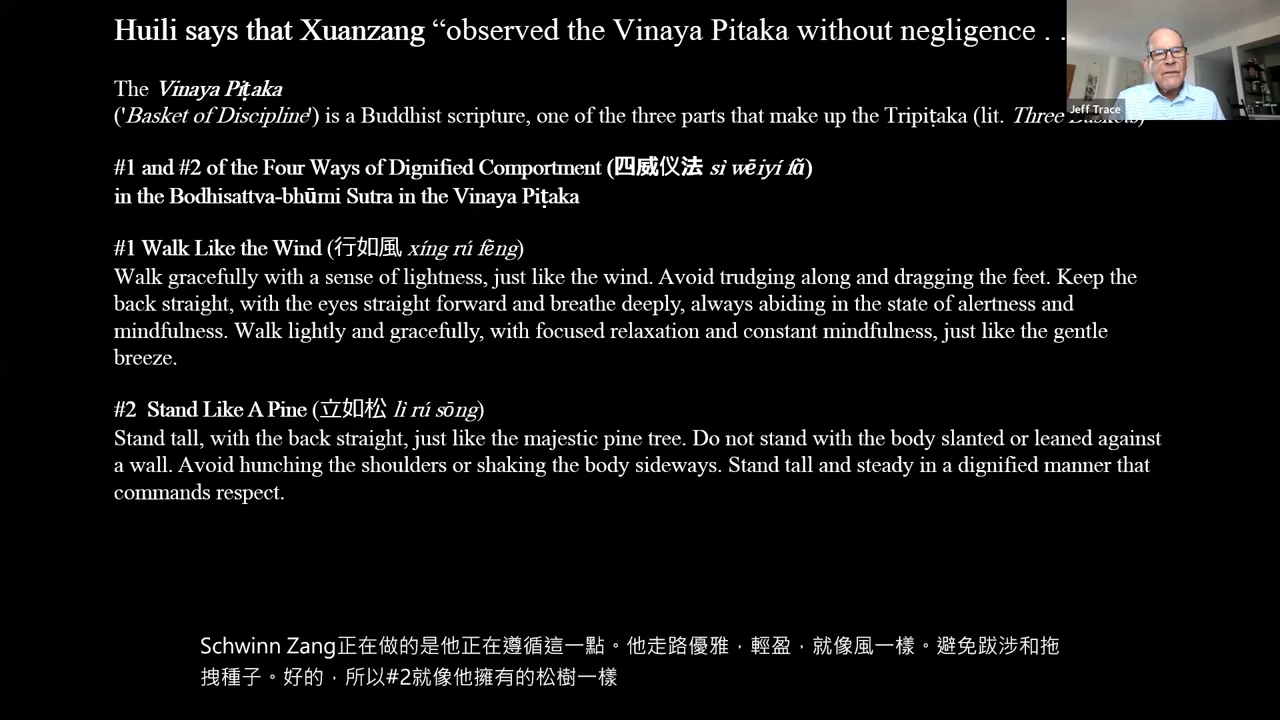 Huili says that Xuanzang “observed the Vinaya Pitaka without negligence . . 
The Vinaya Piṭaka
('Basket of Discipline') is a Buddhist scripture, one of the three parts that make up the Tripiṭaka (lit. Three Baskets)
#1 and #2 of the Four Ways of Dignified Comportment (四威仪法 sì wēiyí fǎ)
in the Bodhisattva-bhūmi Sutra in the Vinaya Piṭaka
#1 Walk Like the Wind (行如風 xíng rú fēng)
Walk gracefully with a sense of lightness, just like the wind. Avoid trudging along and dragging the feet. Keep the
back straight, with the eyes straight forward and breathe deeply, always abiding in the state of alertness and
mindfulness. Walk lightly and gracefully, with focused relaxation and constant mindfulness, just like the gentle
breeze.
#2 Stand Like A Pine (立如松 lì rú sōng)
Stand tall, with the back straight, just like the majestic pine tree. Do not stand with the body slanted or leaned against
a wall. Avoid hunching the shoulders or shaking the body sideways. Stand tall and steady in a dignified manner that
commands respect.
Jeff Trace
Schwinn Zang正在做的是他正在遵循這一點。他走路優雅，輕盈，就像風一樣。避免跋涉和拖
拽種子。好的，所以#2就像他擁有的松樹一樣